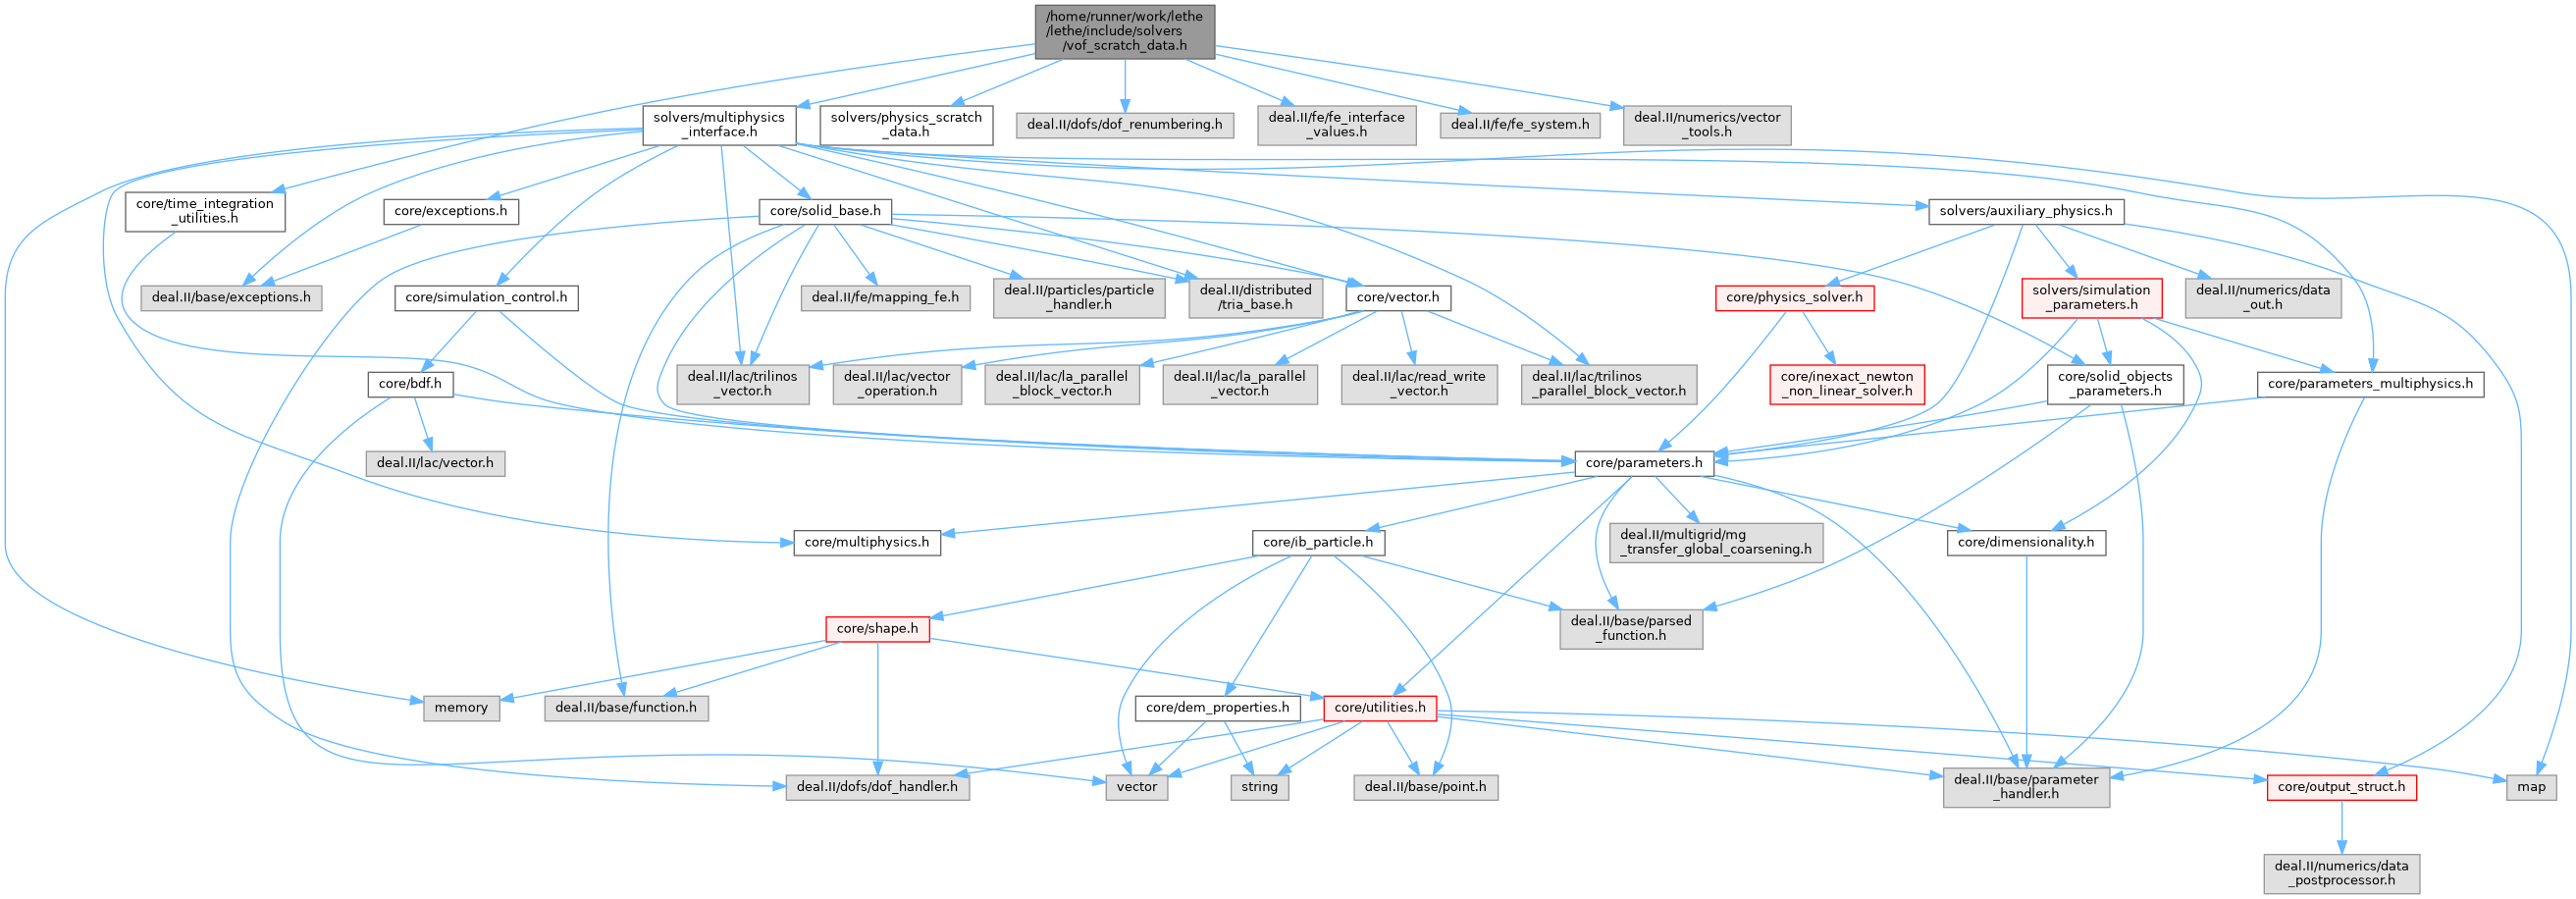 /home/runner/work/lethe
/lethe/include/solvers
/vof_scratch_data.h
solvers/multiphysics
_interface.h
solvers/physics_scratch
_data.h
deal.II/dofs/dof_renumbering.h
deal.II/fe/fe_interface
_values.h
deal.II/fe/fe_system.h
deal.II/numerics/vector
_tools.h
core/time_integration
_utilities.h
core/exceptions.h
core/solid_base.h
solvers/auxiliary_physics.h
deal.II/base/exceptions.h
core/simulation_control.h
deal.II/fe/mapping_fe.h
deal.II/particles/particle
_handler.h
deal.II/distributed
/tria_base.h
core/vector.h
core/physics_solver.h
solvers/simulation
_parameters.h
deal.II/numerics/data
_out.h
core/bdf.h
deal.II/lac/trilinos
_vector.h
deal.II/lac/vector
_operation.h
deal.II/lac/la_parallel
_block_vector.h
deal.II/lac/la_parallel
_vector.h
deal.II/lac/read_write
_vector.h
deal.II/lac/trilinos
_parallel_block_vector.h
core/inexact_newton
_non_linear_solver.h
core/solid_objects
_parameters.h
core/parameters_multiphysics.h
deal.II/lac/vector.h
core/parameters.h
core/multiphysics.h
core/ib_particle.h
deal.II/multigrid/mg
_transfer_global_coarsening.h
core/dimensionality.h
core/shape.h
deal.II/base/parsed
_function.h
memory
deal.II/base/function.h
core/dem_properties.h
core/utilities.h
deal.II/dofs/dof_handler.h
vector
string
deal.II/base/point.h
deal.II/base/parameter
_handler.h
core/output_struct.h
map
deal.II/numerics/data
_postprocessor.h